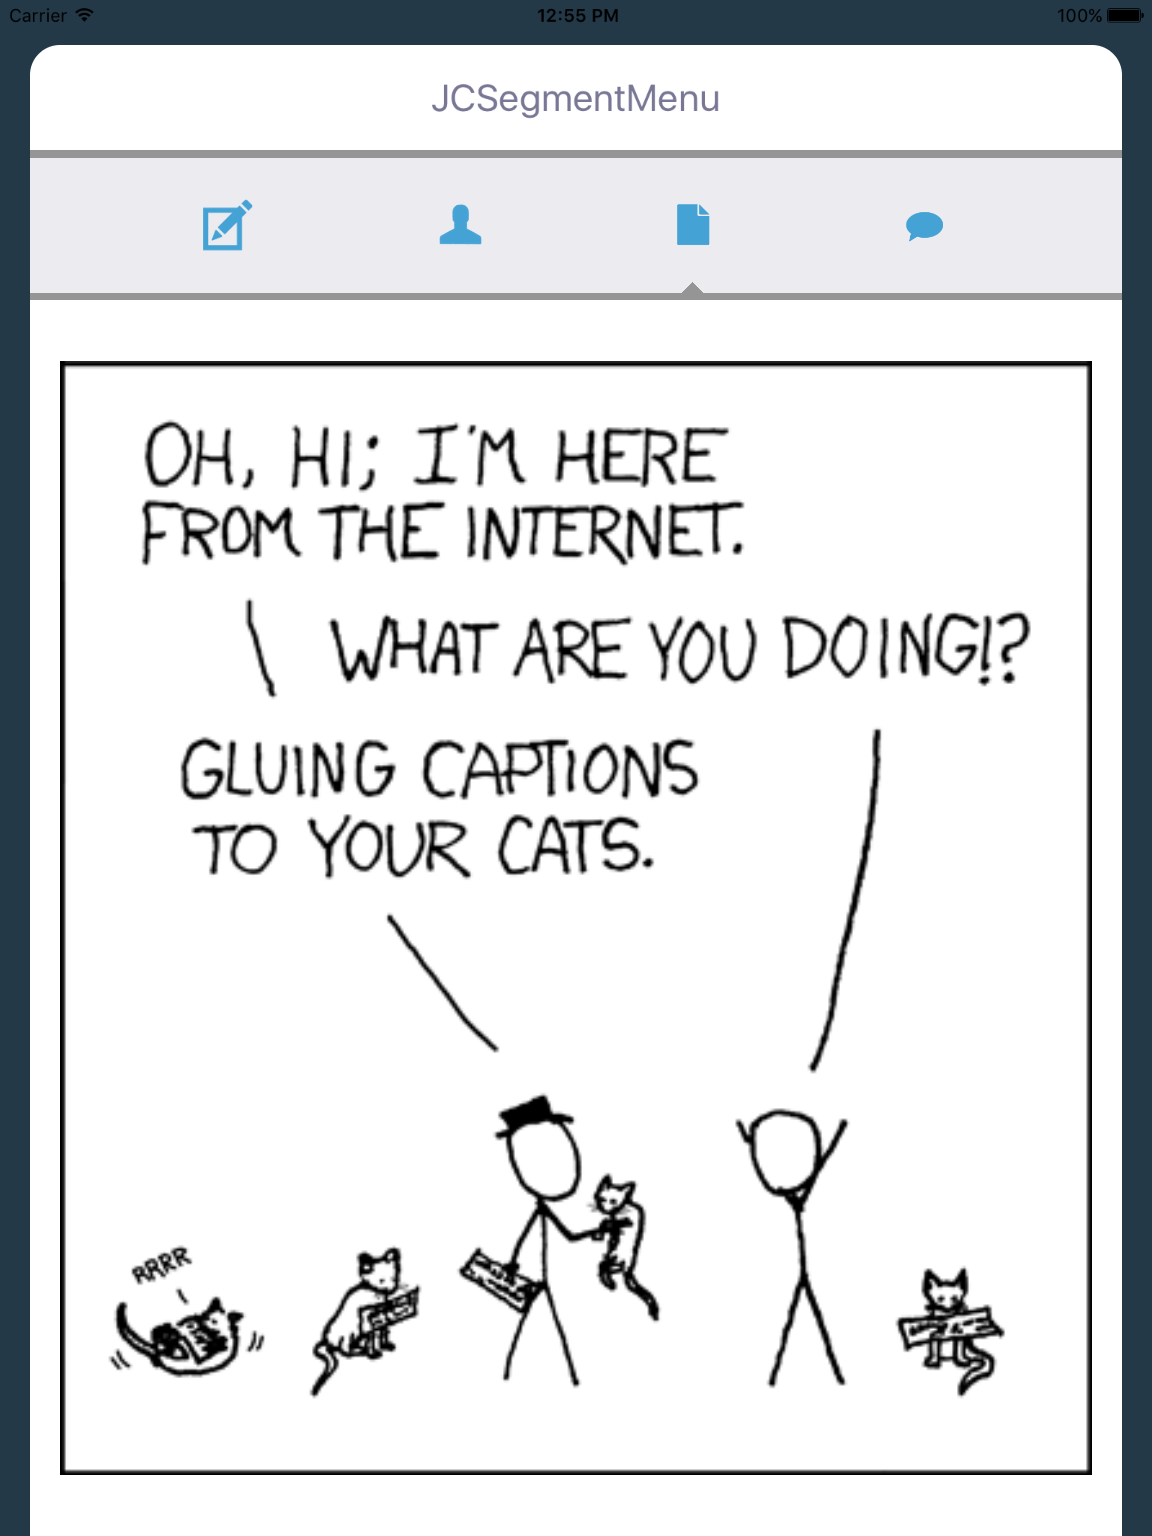 Carrier 12:55 PM 100%
JCSegmentMenu
OH, HI; I'M HERE
FROM THE INTERNET.
WHAT ARE YOU DOING!?
GLUING CAPTIONS
TO YOUR CATS.
RRRR